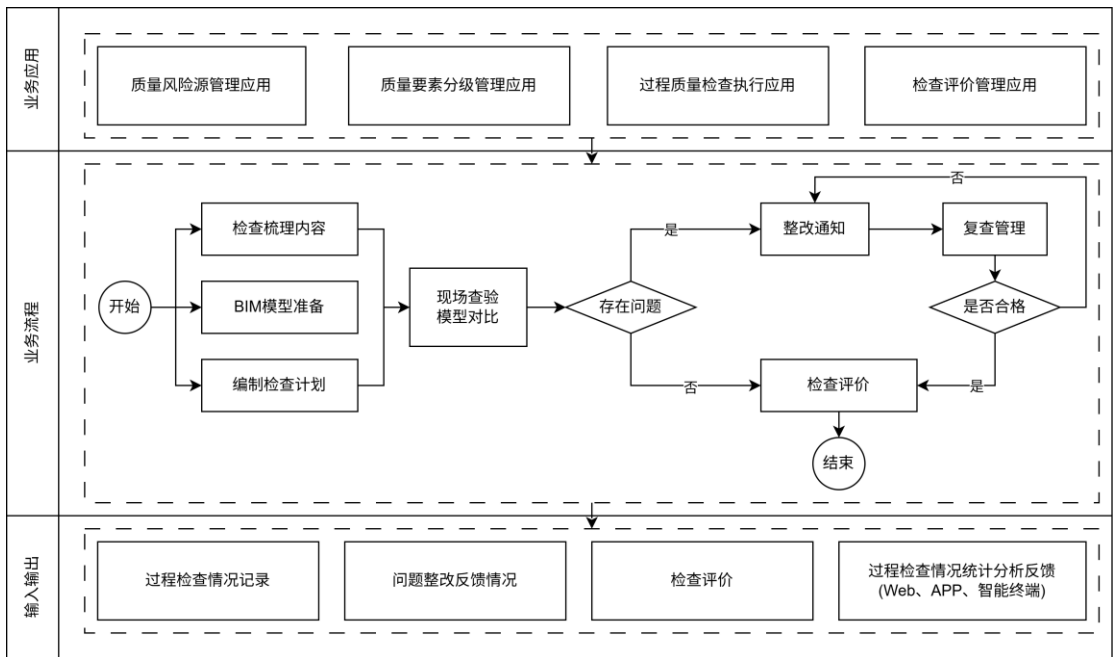 业务应用
质量风险源管理应用
质量要素分级管理应用
过程质量检查执行应用
检查评价管理应用
业务流程
开始
检查梳理内容
BIM模型准备
编制检查计划
现场查验
模型对比
存在问题
是
否
整改通知
复查管理
否
是否合格
是
检查评价
结束
输入输出
过程检查情况记录
问题整改反馈情况
检查评价
过程检查情况统计分析反馈
(Web、APP、智能终端)